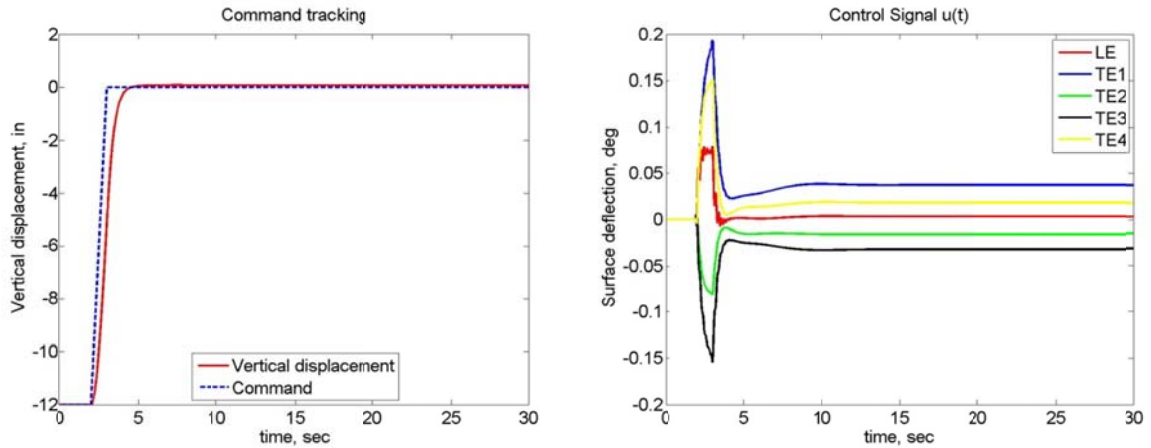 Command tracking
2
0
-2
-4
-6
-8
-10
-12
Vertical displacement, in
Vertical displacement
Command
0
5
10
15
20
25
30
time, sec
Control Signal u(t)
0.2
0.15
0.1
0.05
0
-0.05
-0.1
-0.15
-0.2
Surface deflection, deg
LE
TE1
TE2
TE3
TE4
0
5
10
15
20
25
30
time, sec